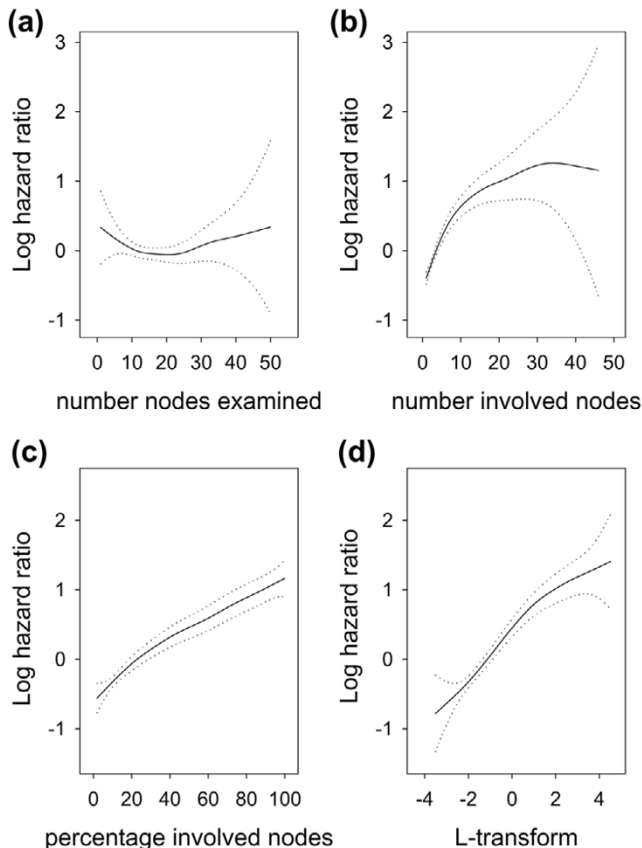 (a)
Log hazard ratio
3
2
1
0
-1
0 10 20 30 40 50
number nodes examined
(b)
Log hazard ratio
3
2
1
0
-1
0 10 20 30 40 50
number involved nodes
(c)
Log hazard ratio
2
1
0
-1
0 20 40 60 80 100
percentage involved nodes
(d)
Log hazard ratio
2
1
0
-1
-4 -2 0 2 4
L-transform